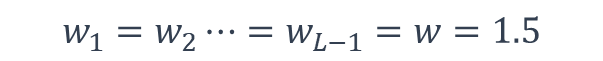 w₁ = w₂ ⋯ = w_{L−1} = w = 1.5